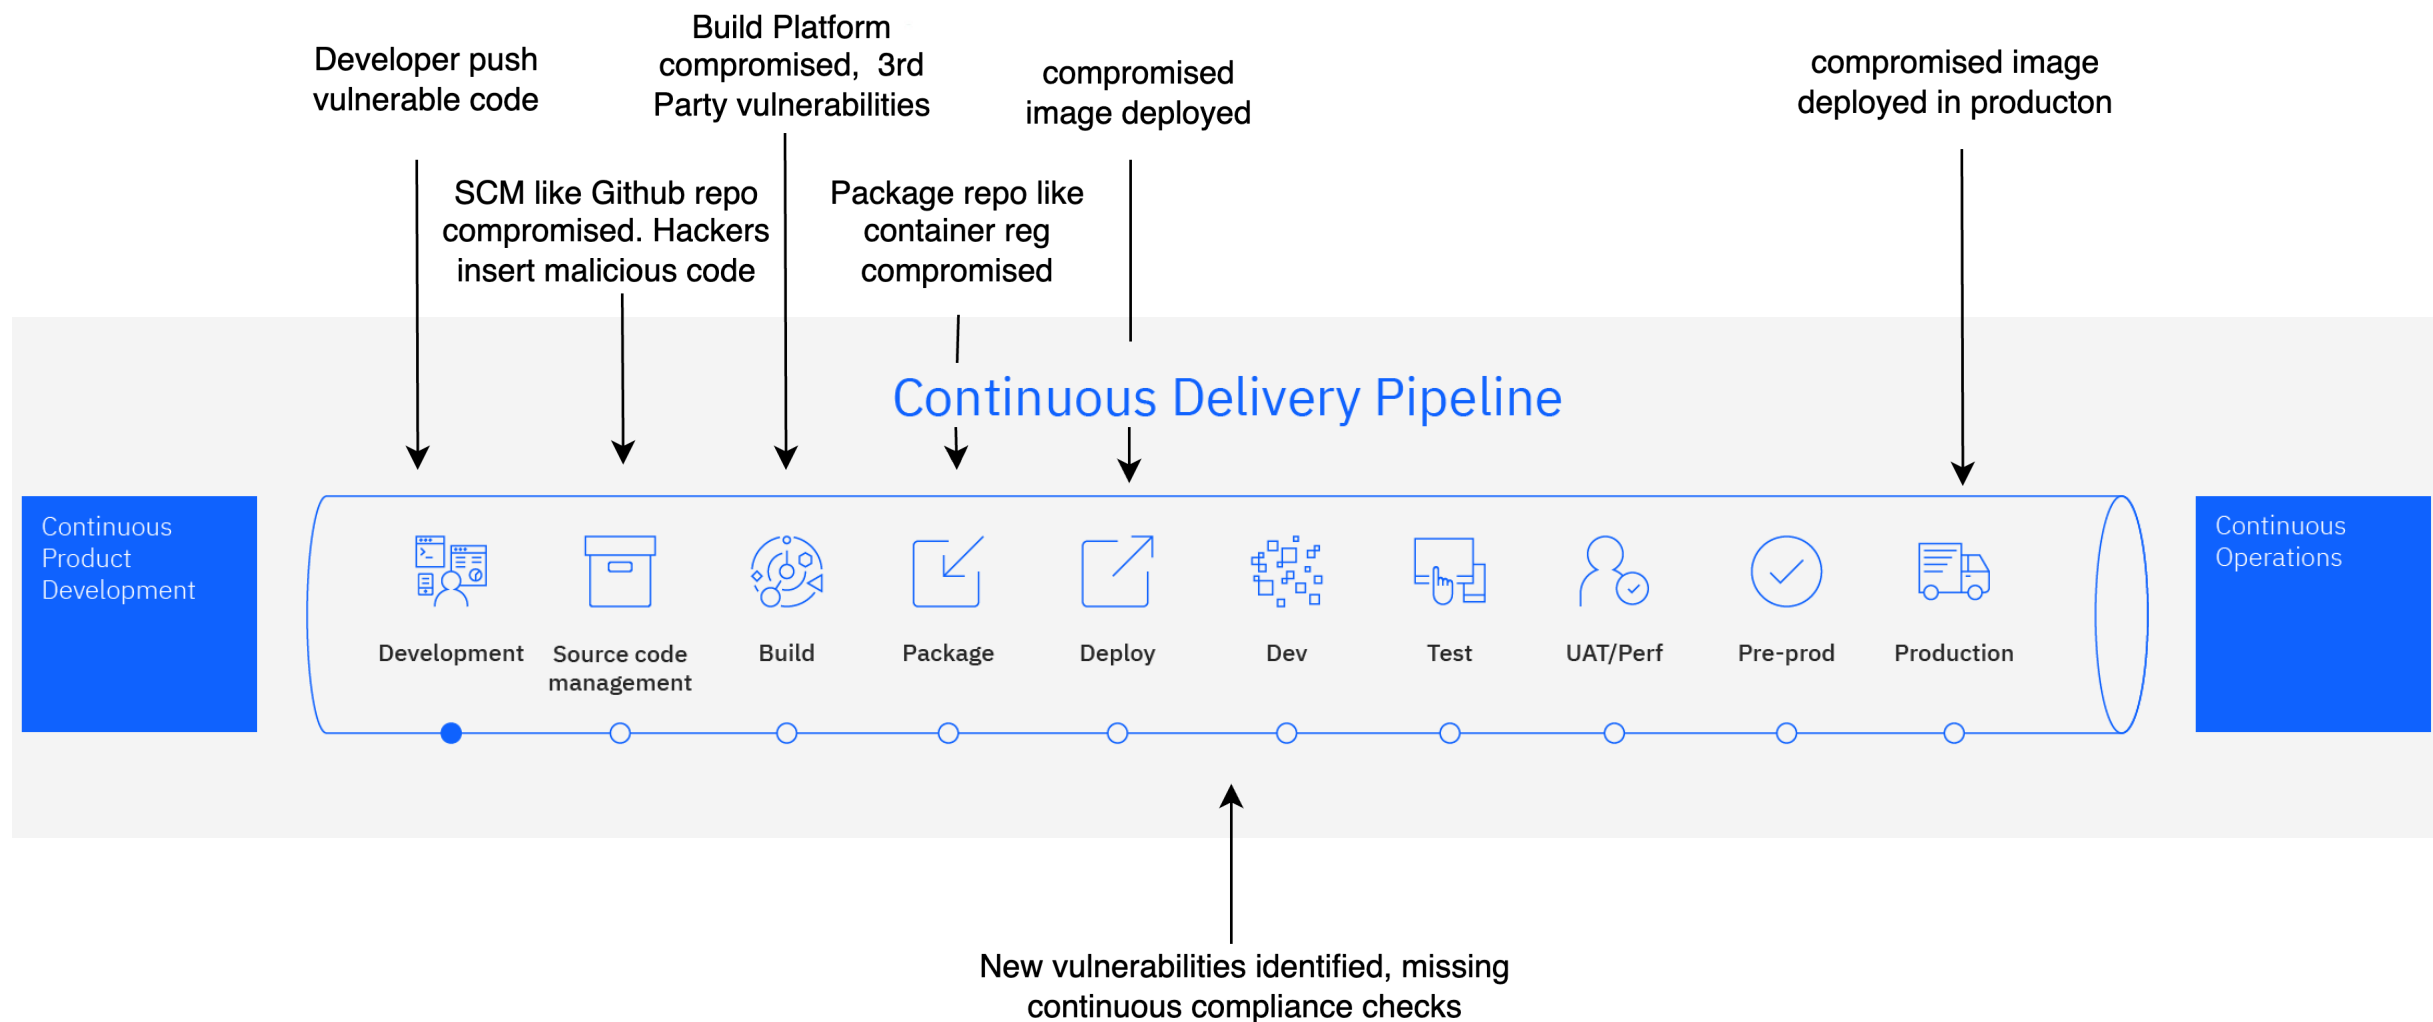 Developer push
vulnerable code
SCM like Github repo
compromised. Hackers
insert malicious code
Build Platform
compromised, 3rd
Party vulnerabilities
Package repo like
container reg
compromised
compromised
image deployed
compromised image
deployed in producton
Continuous Delivery Pipeline
Continuous
Product
Development
Development
Source code
management
Build
Package
Deploy
Dev
Test
UAT/Perf
Pre-prod
Production
Continuous
Operations
New vulnerabilities identified, missing
continuous compliance checks